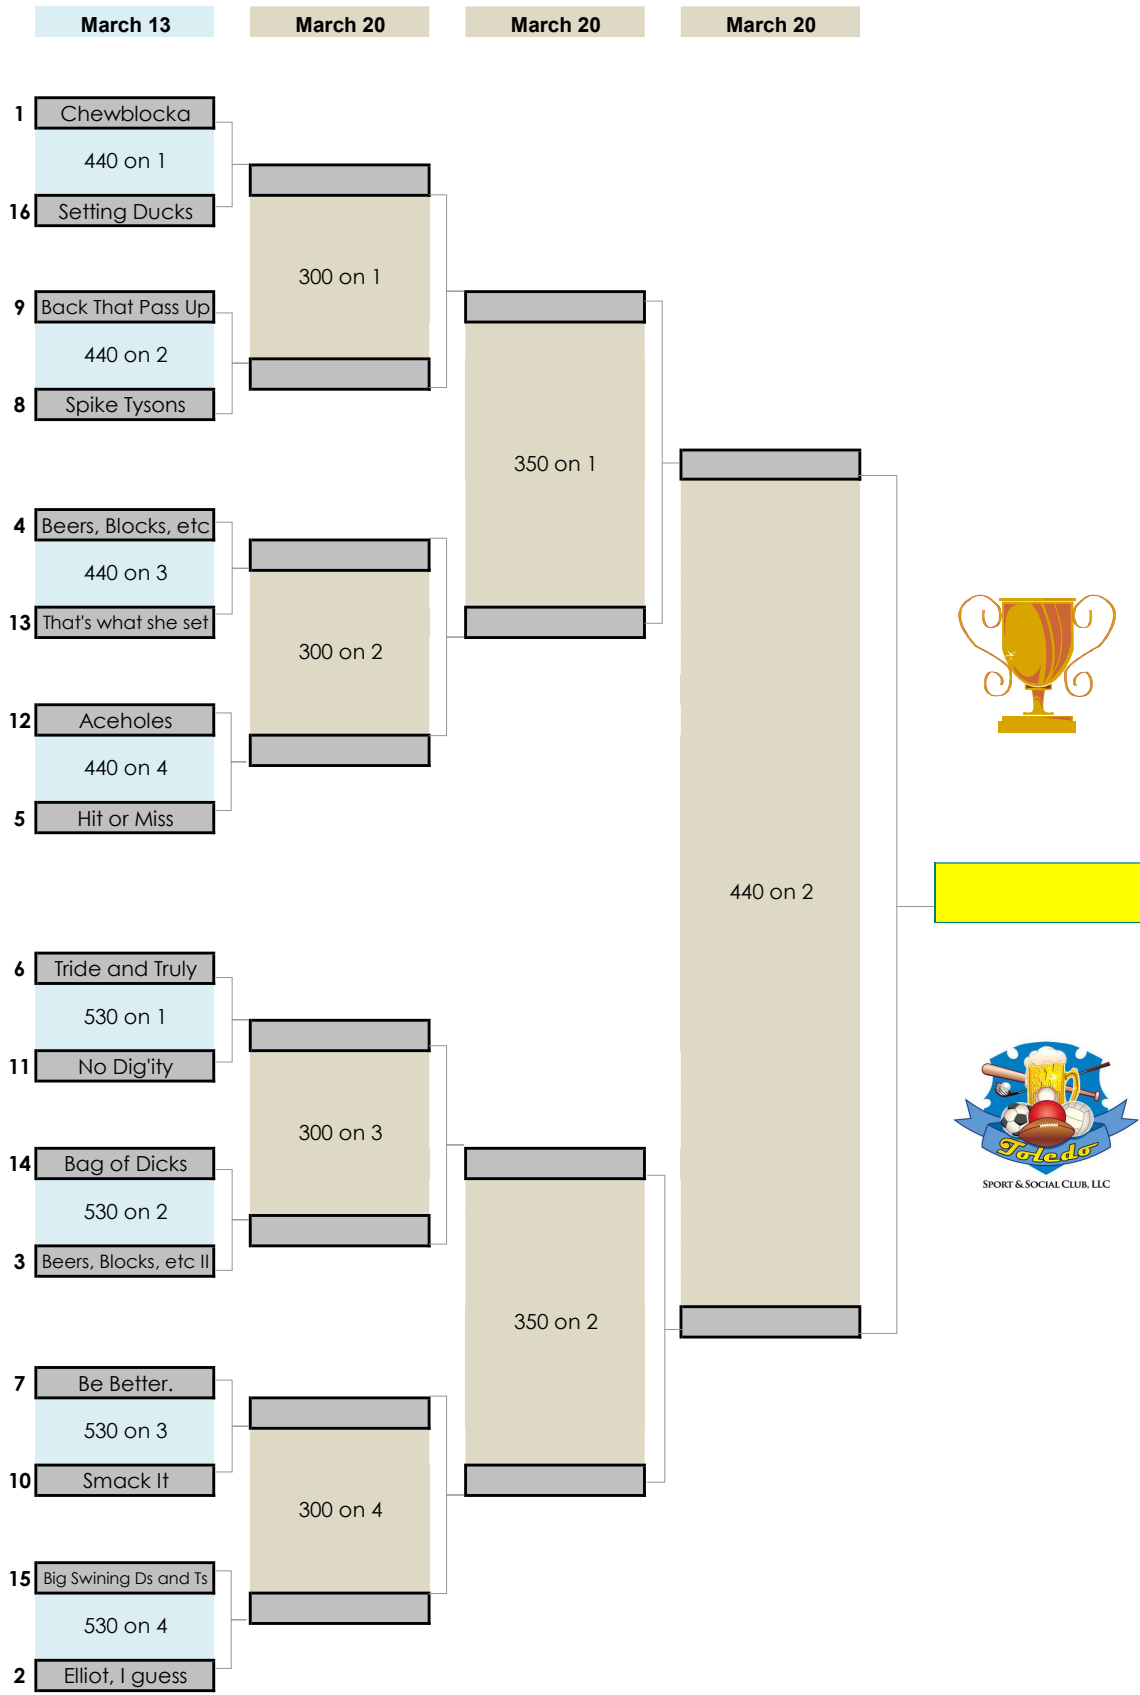 March 13
March 20
March 20
March 20
1 Chewblocka
440 on 1
16 Setting Ducks
300 on 1
9 Back That Pass Up
440 on 2
8 Spike Tysons
350 on 1
4 Beers, Blocks, etc
440 on 3
13 That's what she set
300 on 2
12 Aceholes
440 on 4
5 Hit or Miss
440 on 2
6 Tride and Truly
530 on 1
11 No Dig'ity
300 on 3
14 Bag of Dicks
530 on 2
3 Beers, Blocks, etc II
Toledo
SPORT & SOCIAL CLUB, LLC
350 on 2
7 Be Better.
530 on 3
10 Smack It
300 on 4
15 Big Swining Ds and Ts
530 on 4
2 Elliot, I guess